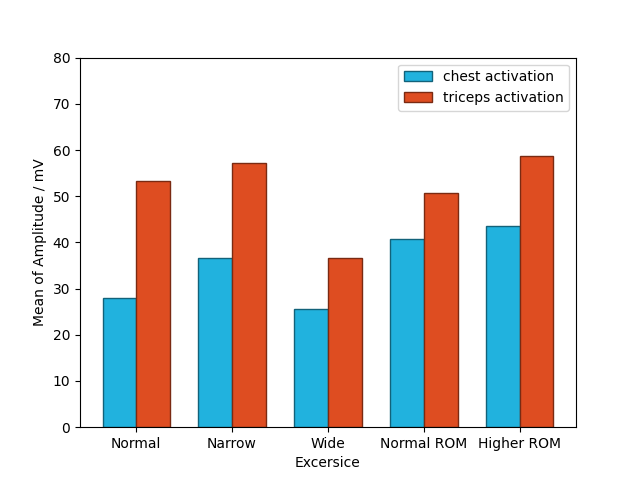 80
70
60
50
40
30
20
10
0
Mean of Amplitude / mV
chest activation
triceps activation
Normal
Narrow
Wide
Normal ROM
Higher ROM
Excersice